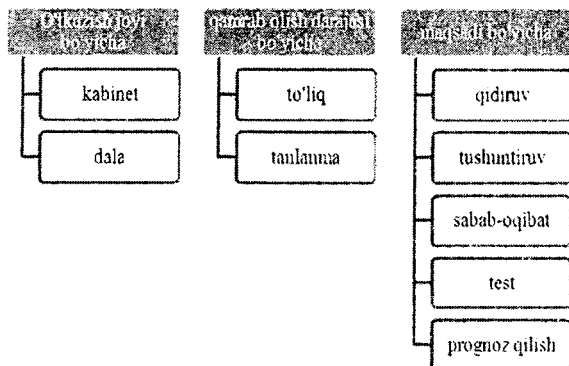 O'tkuzish joyi
bo'yicha
kabinet
dala
qamrab olish darajasi
bo'yicha
to'liq
tanlanma
maqsadi bo'yicha
qidiruv
tushuntiruv
sabab-oqibat
test
prognoz qilish